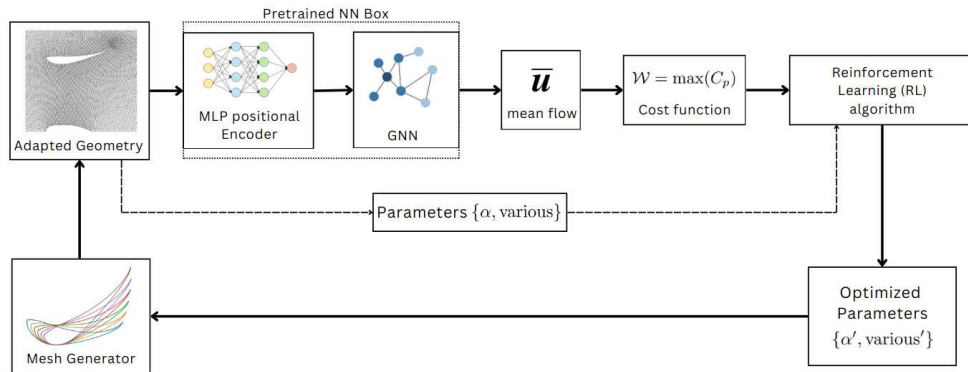 Pretrained NN Box
Adapted Geometry
MLP positional
Encoder
GNN
u̅
mean flow
𝒲 = max(Cₚ)
Cost function
Reinforcement
Learning (RL)
algorithm
Parameters {α, various}
Mesh Generator
Optimized
Parameters
{α′, various′}